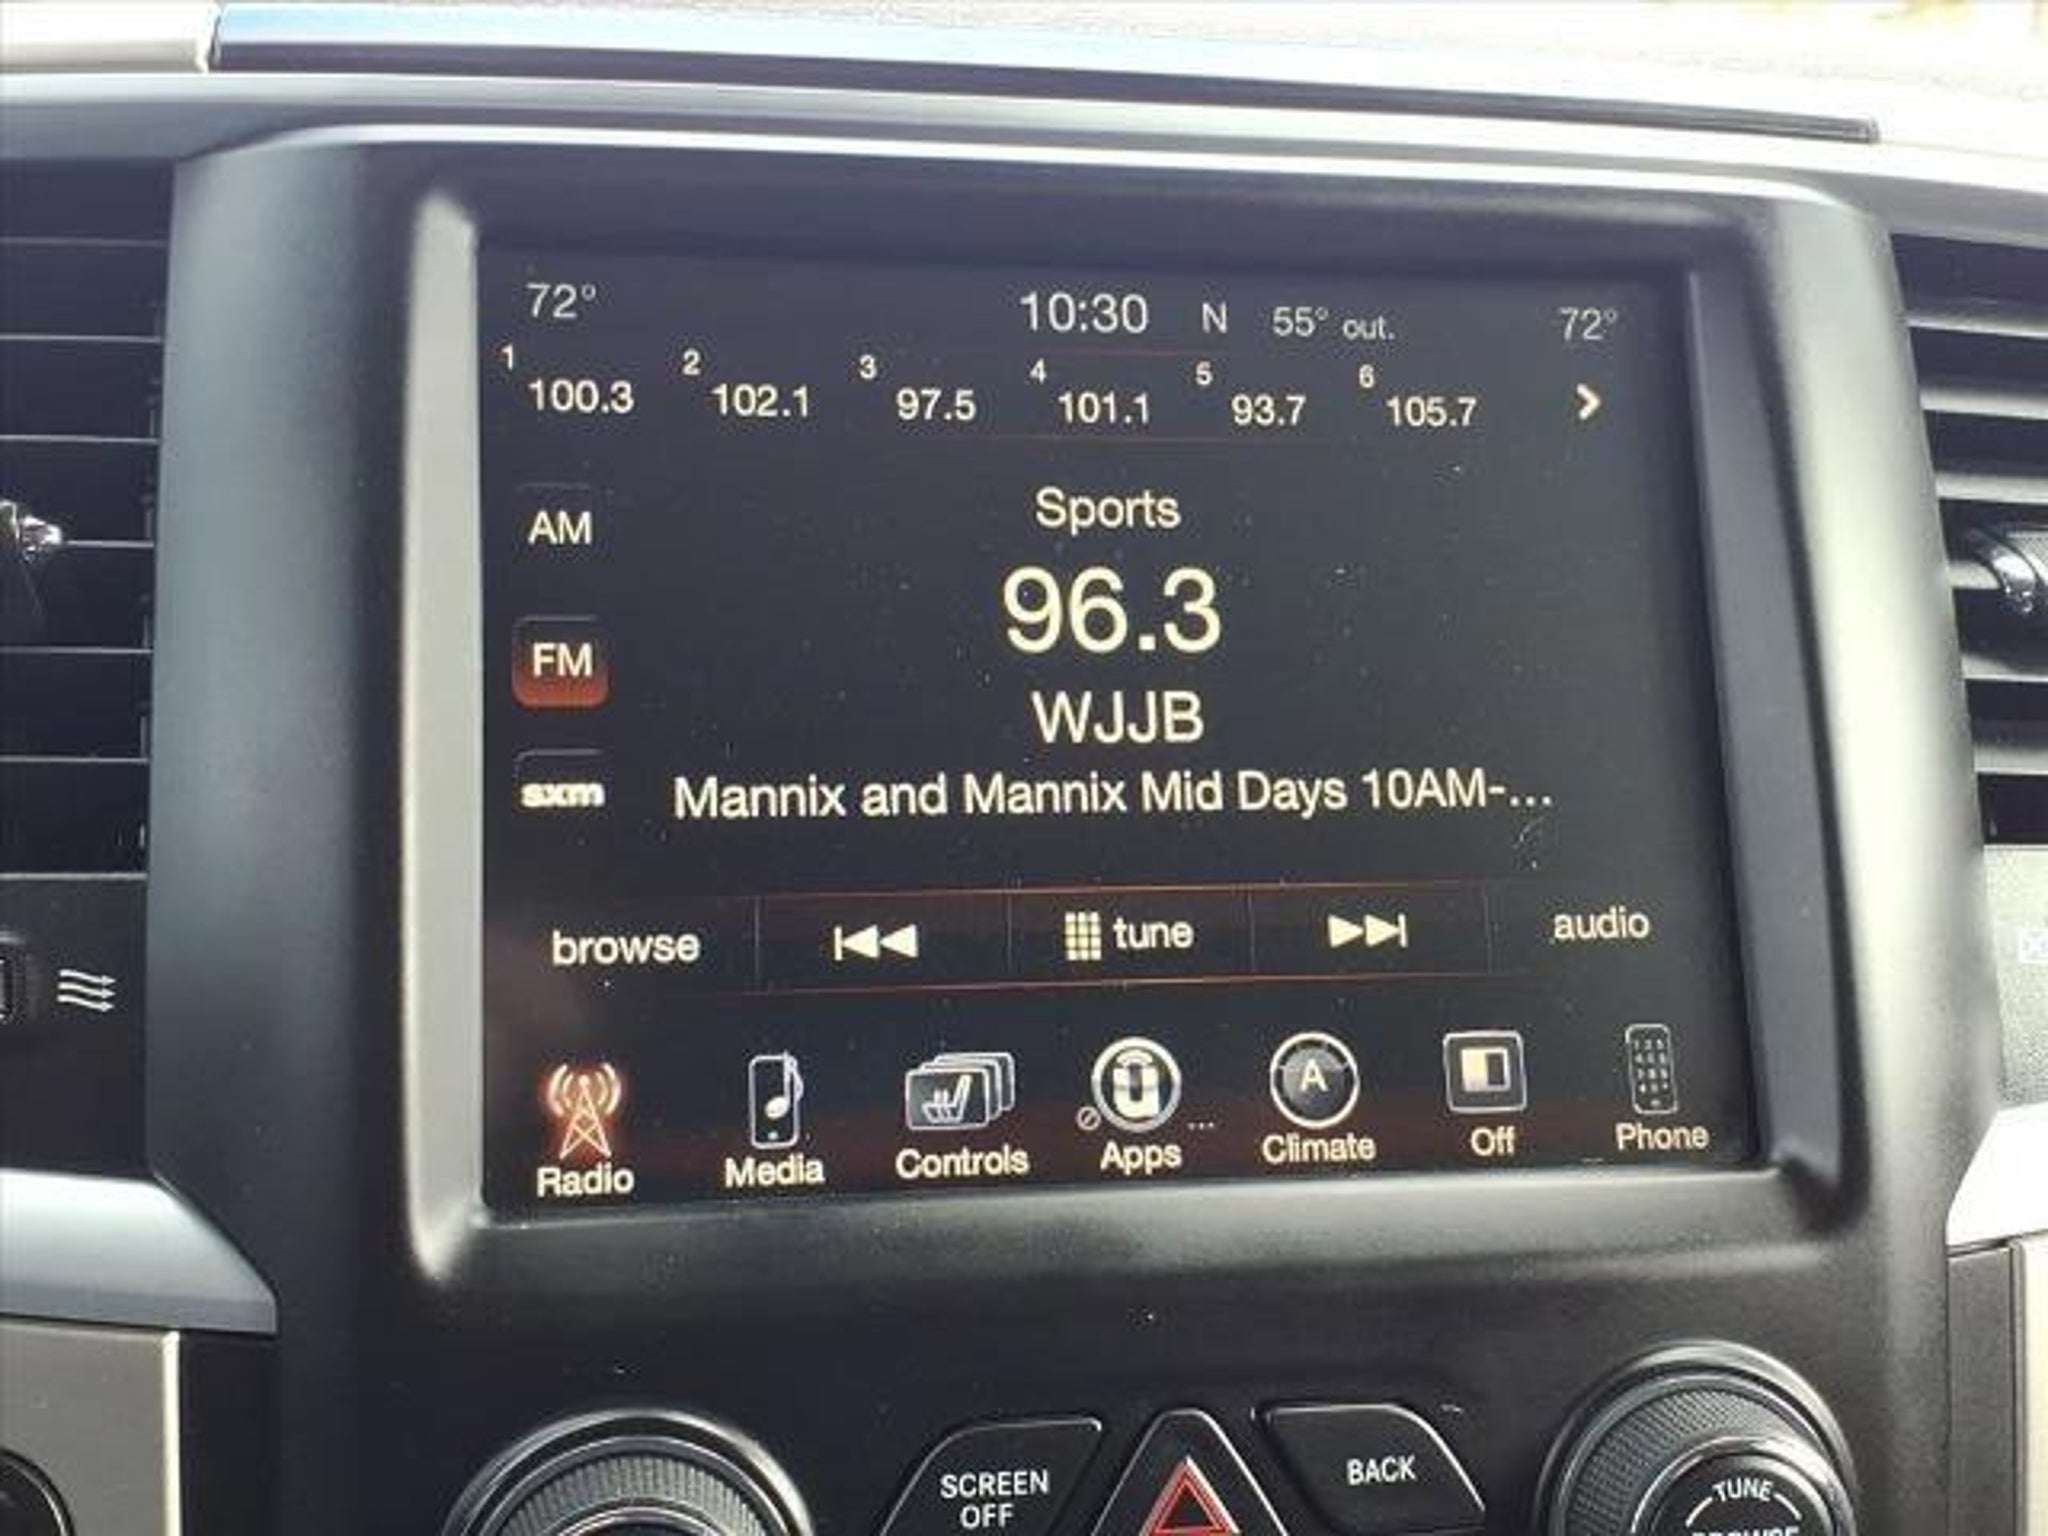 72° 10:30 N 55° out. 72°
1 100.3 2 102.1 3 97.5 4 101.1 5 93.7 6 105.7
AM
Sports
96.3
FM
WJJB
sxm
Mannix and Mannix Mid Days 10AM-...
browse tune audio
A
Radio Media Controls Apps ... Climate Off Phone
SCREEN OFF
BACK
TUNE
BROWSE